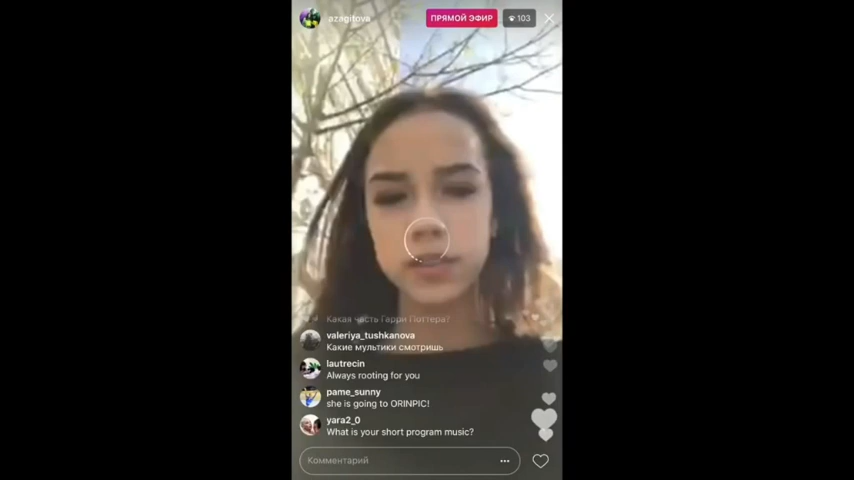 azagitova
ПРЯМОЙ ЭФИР
103
Какая часть Гарри Поттера?
valeriya_tushkanova
Какие мультики смотришь
lautrecin
Always rooting for you
pame_sunny
she is going to ORINPIC!
yara2_0
What is your short program music?
Комментарий